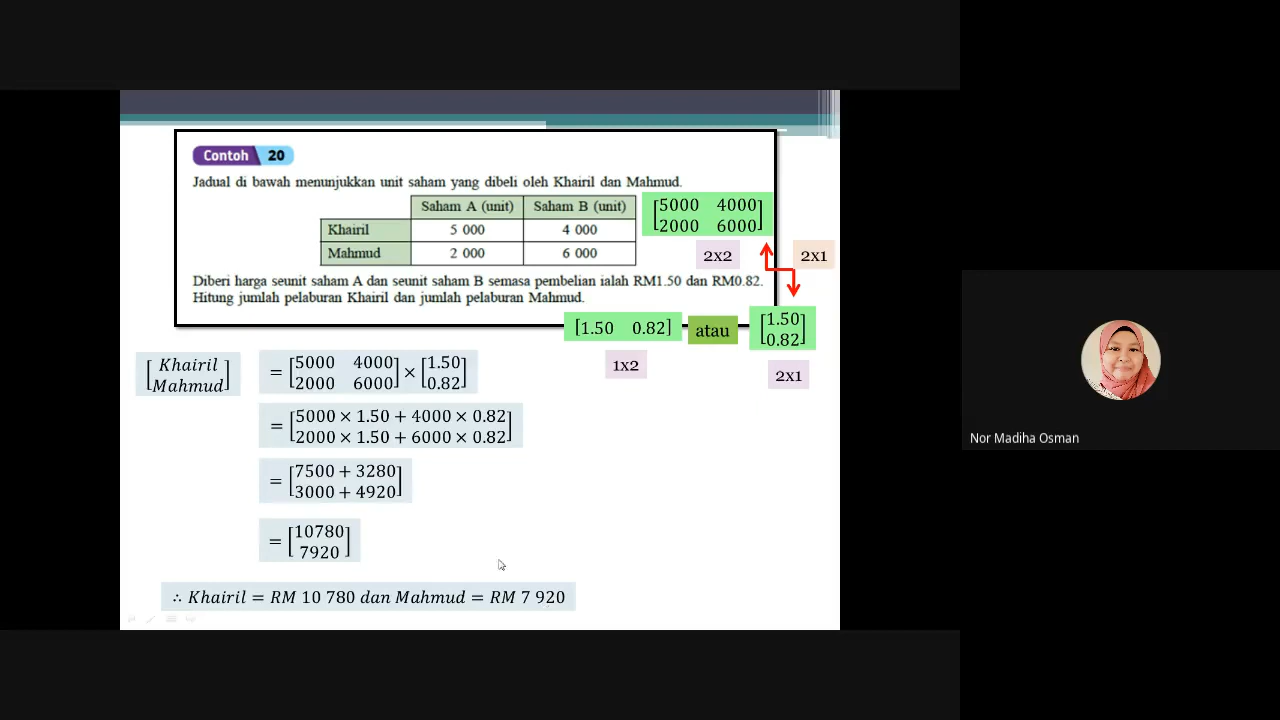 Contoh 20
Jadual di bawah menunjukkan unit saham yang dibeli oleh Khairil dan Mahmud.
Saham A (unit) Saham B (unit)
Khairil 5 000 4 000
Mahmud 2 000 6 000
[5000 4000
2000 6000]
2x2 2x1
Diberi harga seunit saham A dan seunit saham B semasa pembelian ialah RM1.50 dan RM0.82.
Hitung jumlah pelaburan Khairil dan jumlah pelaburan Mahmud.
[1.50 0.82] atau [1.50
0.82]
1x2 2x1
[Khairil
Mahmud] = [5000 4000
2000 6000] × [1.50
0.82]
= [5000 × 1.50 + 4000 × 0.82
2000 × 1.50 + 6000 × 0.82]
= [7500 + 3280
3000 + 4920]
= [10780
7920]
∴ Khairil = RM 10 780 dan Mahmud = RM 7 920
Nor Madiha Osman